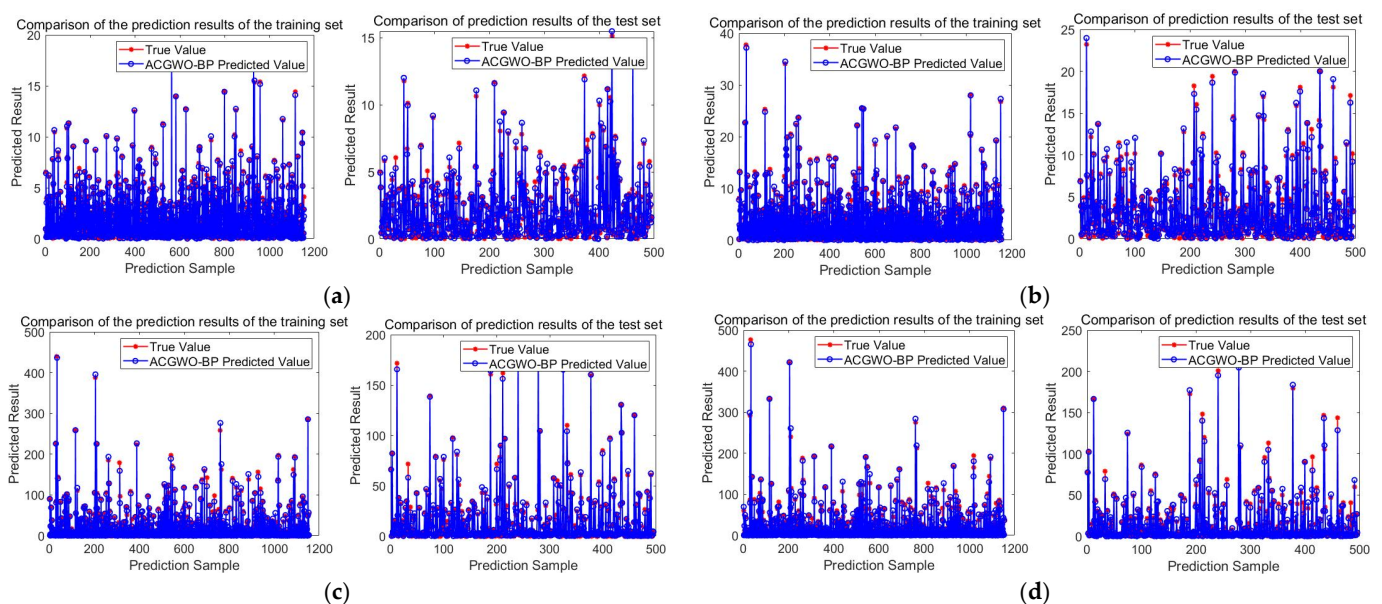 Comparison of the prediction results of the training set
True Value
ACGWO-BP Predicted Value
Predicted Result
20
15
10
5
0
0 200 400 600 800 1000 1200
Prediction Sample
Comparison of prediction results of the test set
True Value
ACGWO-BP Predicted Value
Predicted Result
15
10
5
0
0 100 200 300 400 500
Prediction Sample
(a)
Comparison of the prediction results of the training set
True Value
ACGWO-BP Predicted Value
Predicted Result
40
30
20
10
0
0 200 400 600 800 1000 1200
Prediction Sample
Comparison of prediction results of the test set
True Value
ACGWO-BP Predicted Value
Predicted Result
25
20
15
10
5
0
0 100 200 300 400 500
Prediction Sample
(b)
Comparison of the prediction results of the training set
True Value
ACGWO-BP Predicted Value
Predicted Result
500
400
300
200
100
0
0 200 400 600 800 1000 1200
Prediction Sample
Comparison of prediction results of the test set
True Value
ACGWO-BP Predicted Value
Predicted Result
200
150
100
50
0
0 100 200 300 400 500
Prediction Sample
(c)
Comparison of the prediction results of the training set
True Value
ACGWO-BP Predicted Value
Predicted Result
500
400
300
200
100
0
0 200 400 600 800 1000 1200
Prediction Sample
Comparison of prediction results of the test set
True Value
ACGWO-BP Predicted Value
Predicted Result
250
200
150
100
50
0
0 100 200 300 400 500
Prediction Sample
(d)